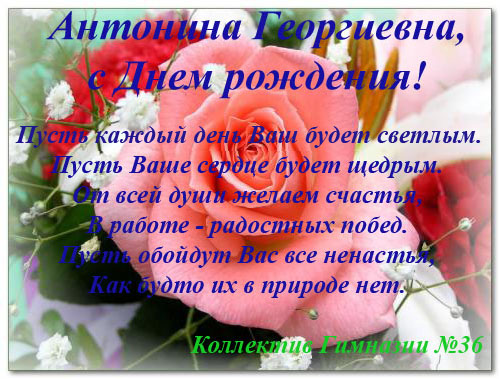 Антонина Георгиевна,
с Днем рождения!
Пусть каждый день Ваш будет светлым.
Пусть Ваше сердце будет щедрым.
От всей души желаем счастья,
В работе - радостных побед.
Пусть обойдут Вас все ненастья,
Как будто их в природе нет.
Коллектив Гимназии №36